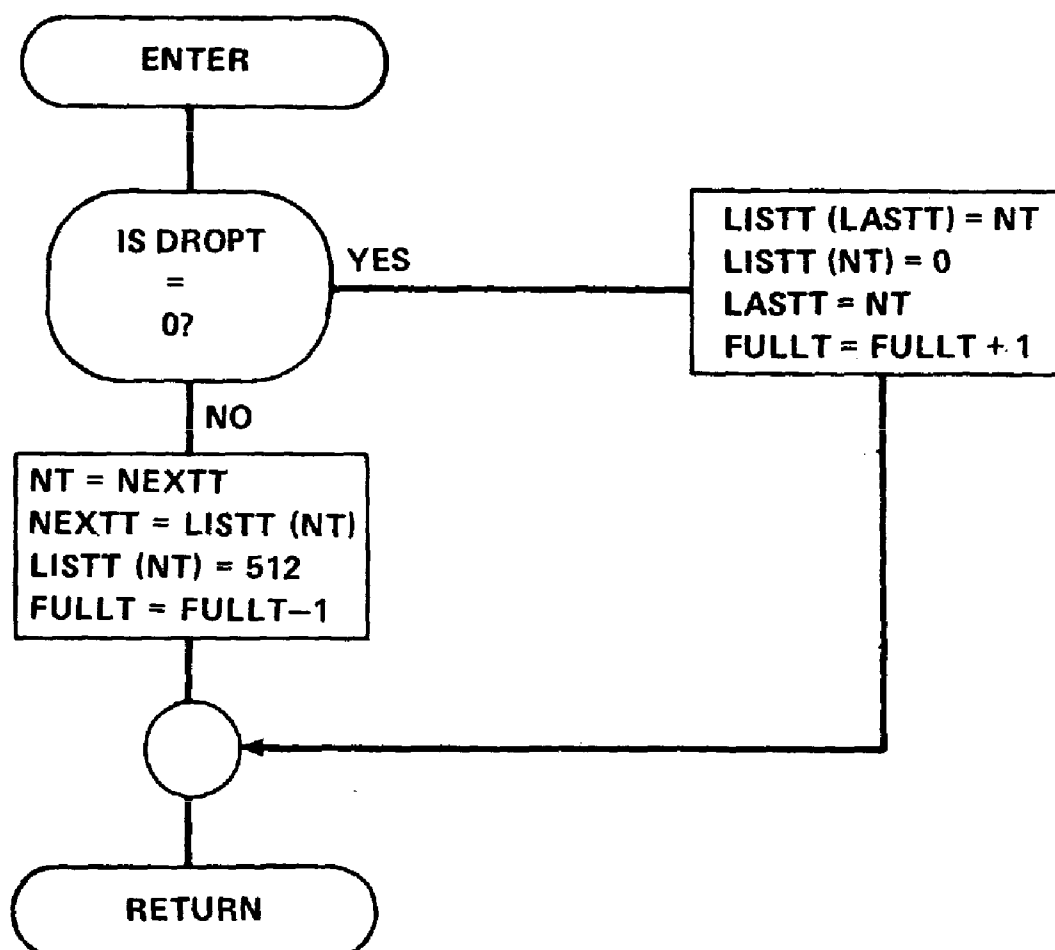 ENTER
IS DROPT
=
0?
YES
LISTT (LASTT) = NT
LISTT (NT) = 0
LASTT = NT
FULLT = FULLT + 1
NO
NT = NEXTT
NEXTT = LISTT (NT)
LISTT (NT) = 512
FULLT = FULLT–1
RETURN